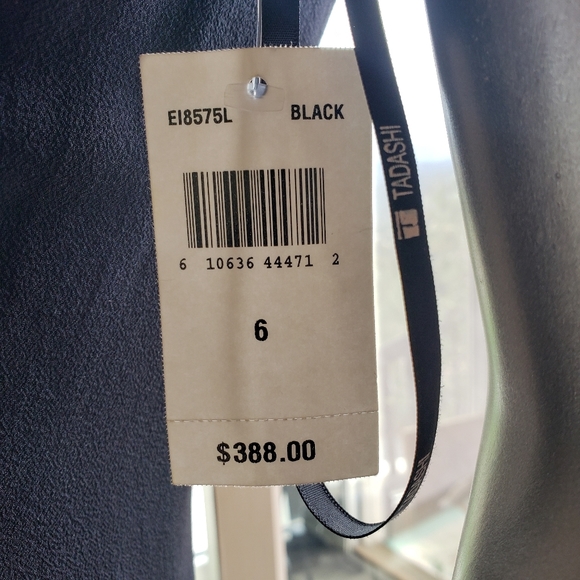 EI8575L BLACK
6 10636 44471 2
6
$388.00
TADASHI